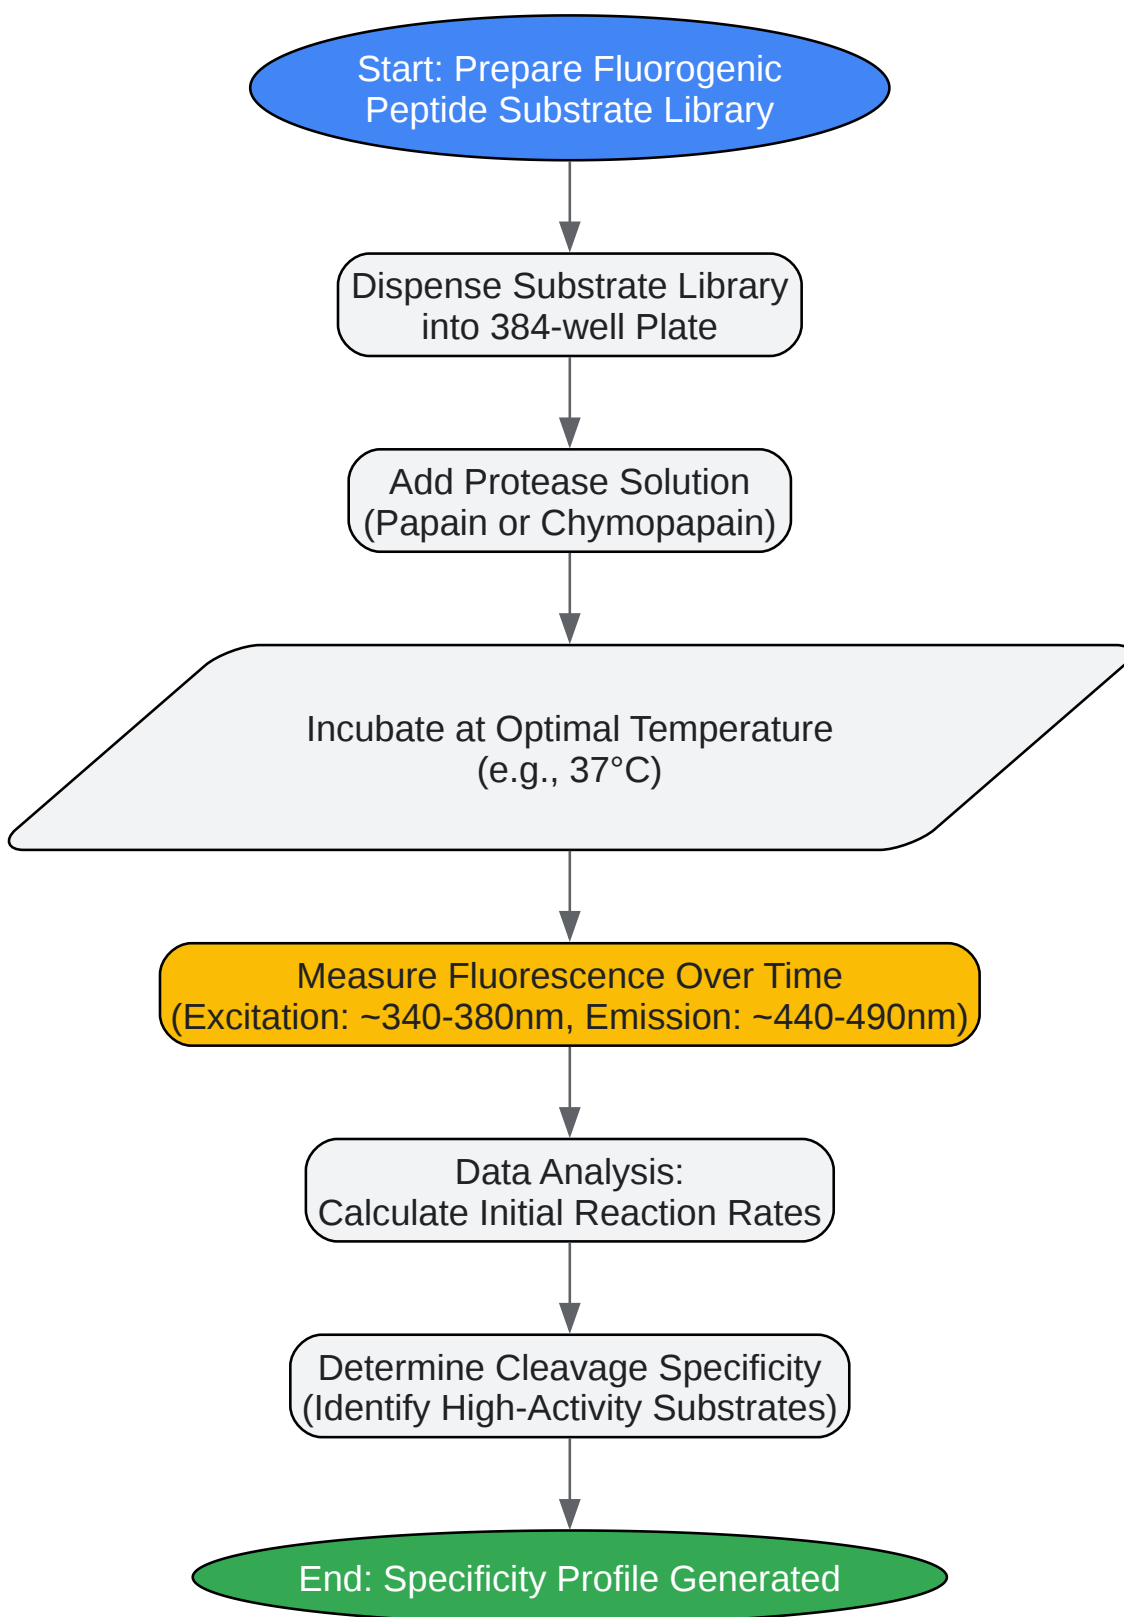 Start: Prepare Fluorogenic
Peptide Substrate Library
Dispense Substrate Library
into 384-well Plate
Add Protease Solution
(Papain or Chymopapain)
Incubate at Optimal Temperature
(e.g., 37°C)
Measure Fluorescence Over Time
(Excitation: ~340-380nm, Emission: ~440-490nm)
Data Analysis:
Calculate Initial Reaction Rates
Determine Cleavage Specificity
(Identify High-Activity Substrates)
End: Specificity Profile Generated